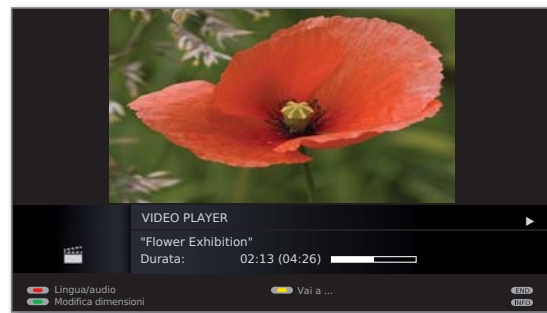 VIDEO PLAYER
"Flower Exhibition"
Durata: 02:13 (04:26)
Lingua/audio Vai a ... END
Modifica dimensioni INFO